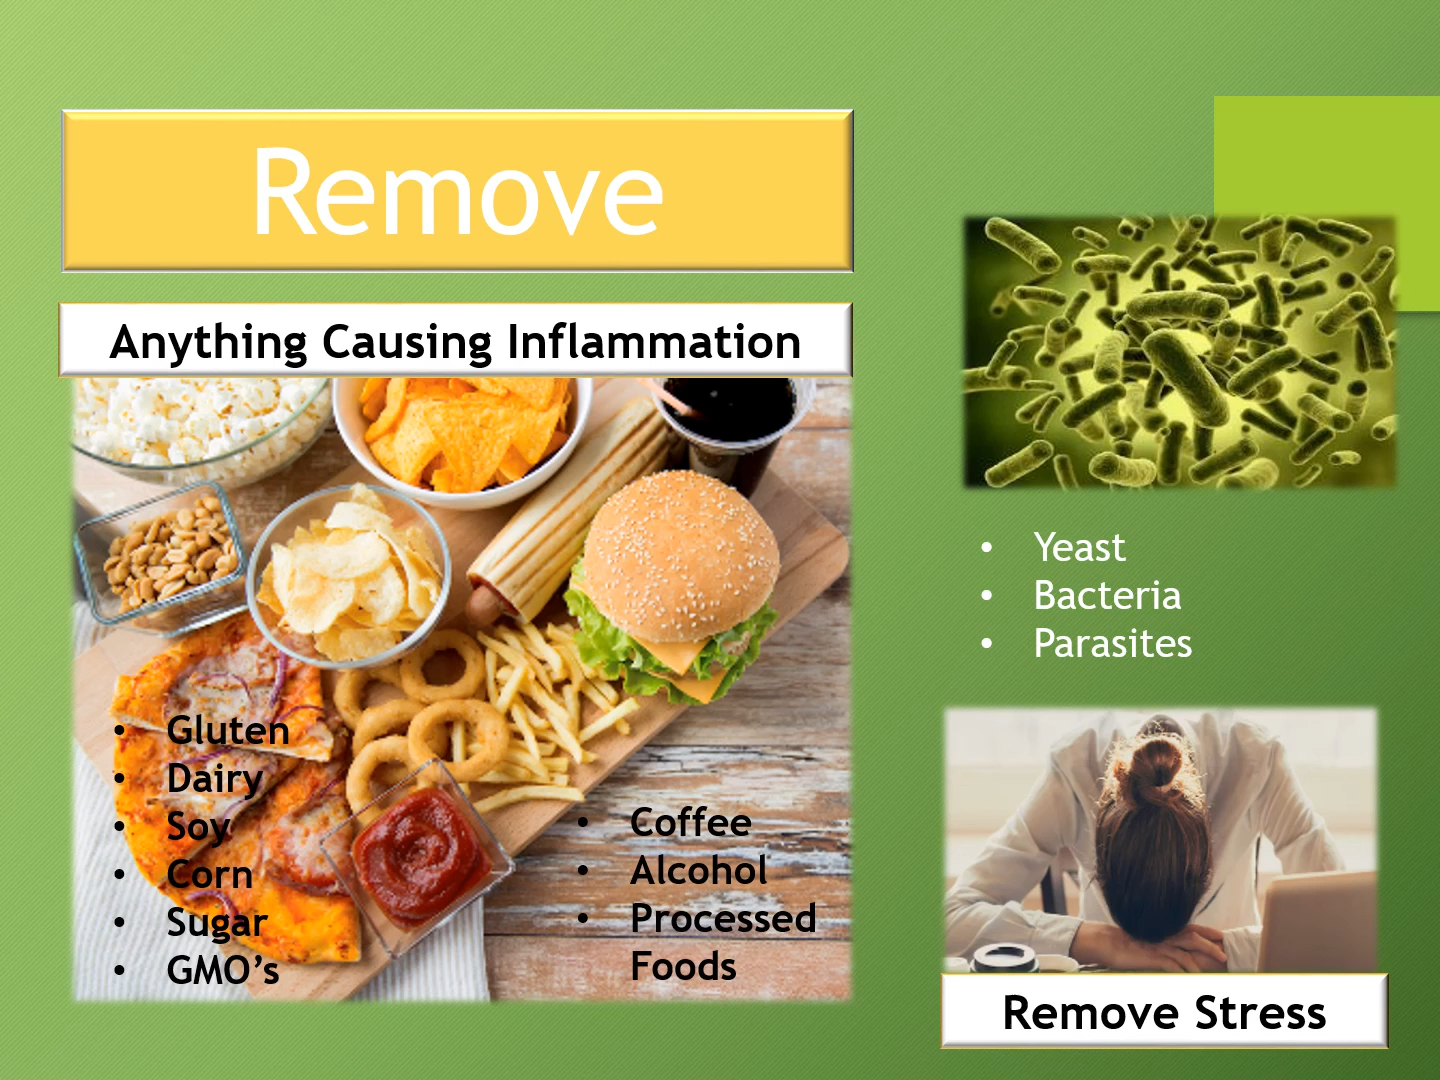 Remove
Anything Causing Inflammation
• Gluten
• Dairy
• Soy
• Corn
• Sugar
• GMO’s
• Coffee
• Alcohol
• Processed
Foods
• Yeast
• Bacteria
• Parasites
Remove Stress